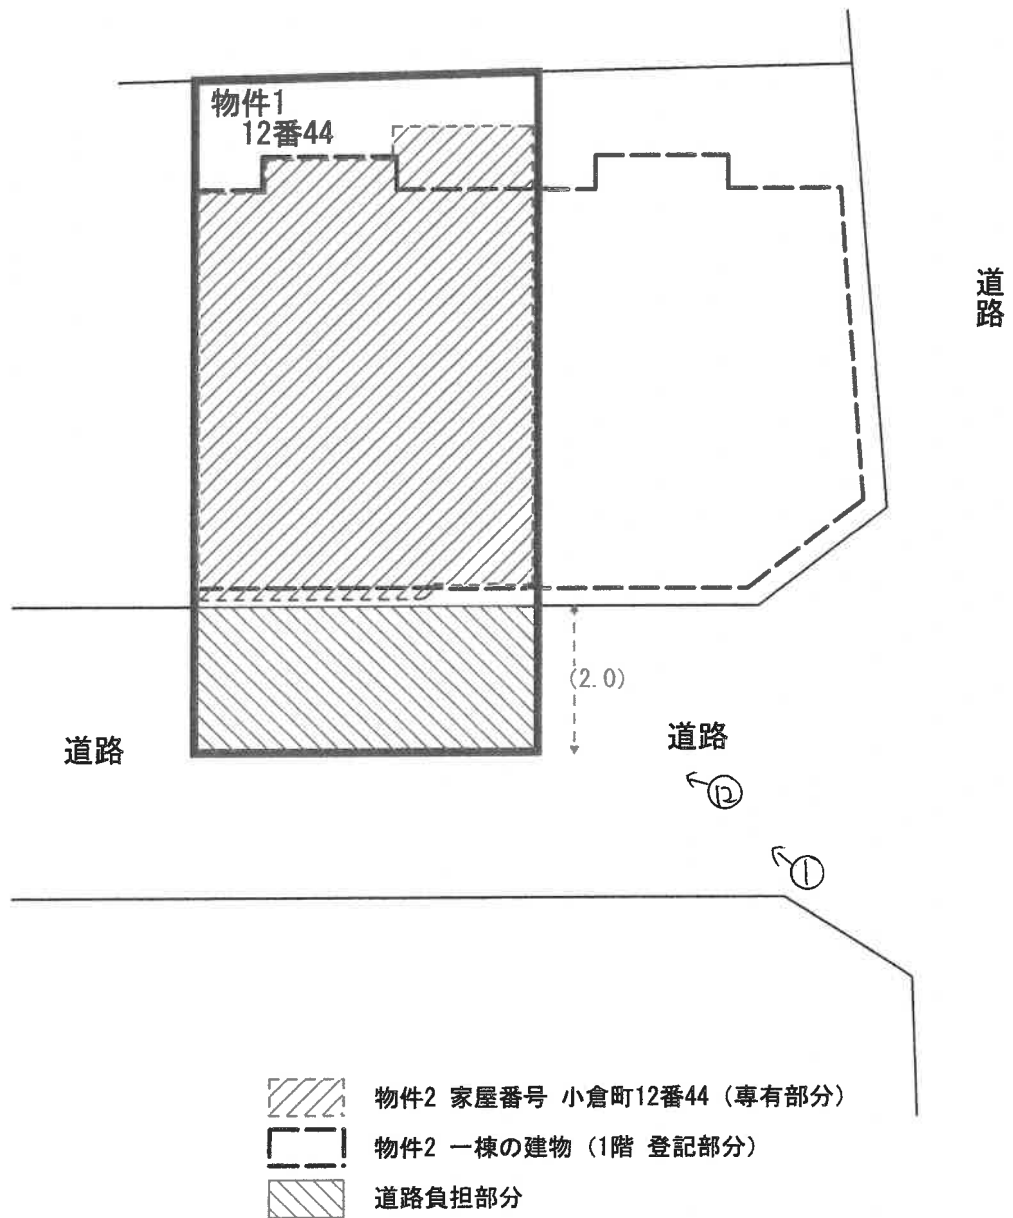 物件1
12番44
道路
(2.0)
道路
道路
⑫
①
物件2 家屋番号 小倉町12番44（専有部分）
物件2 一棟の建物（1階 登記部分）
道路負担部分